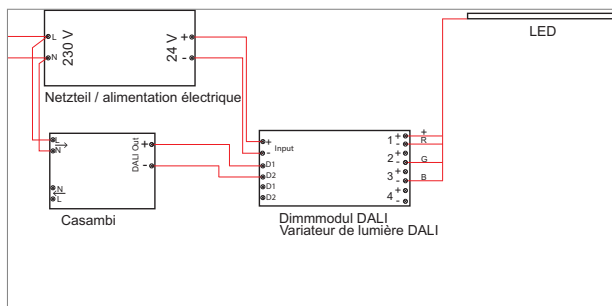 LED
L
N
230 V
24 V
+
-
Netzteil / alimentation électrique
L
N
N
L
DALI Out
+
-
Casambi
+
-
Input
D1
D2
D1
D2
1
+
-
2
+
-
3
+
-
4
+
-
+
R
G
B
Dimmmodul DALI
Variateur de lumière DALI